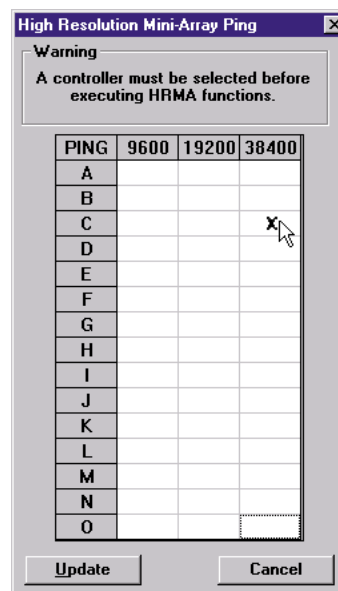 High Resolution Mini-Array Ping
Warning
A controller must be selected before
executing HRMA functions.
PING 9600 19200 38400
A
B
C X
D
E
F
G
H
I
J
K
L
M
N
O
Update Cancel